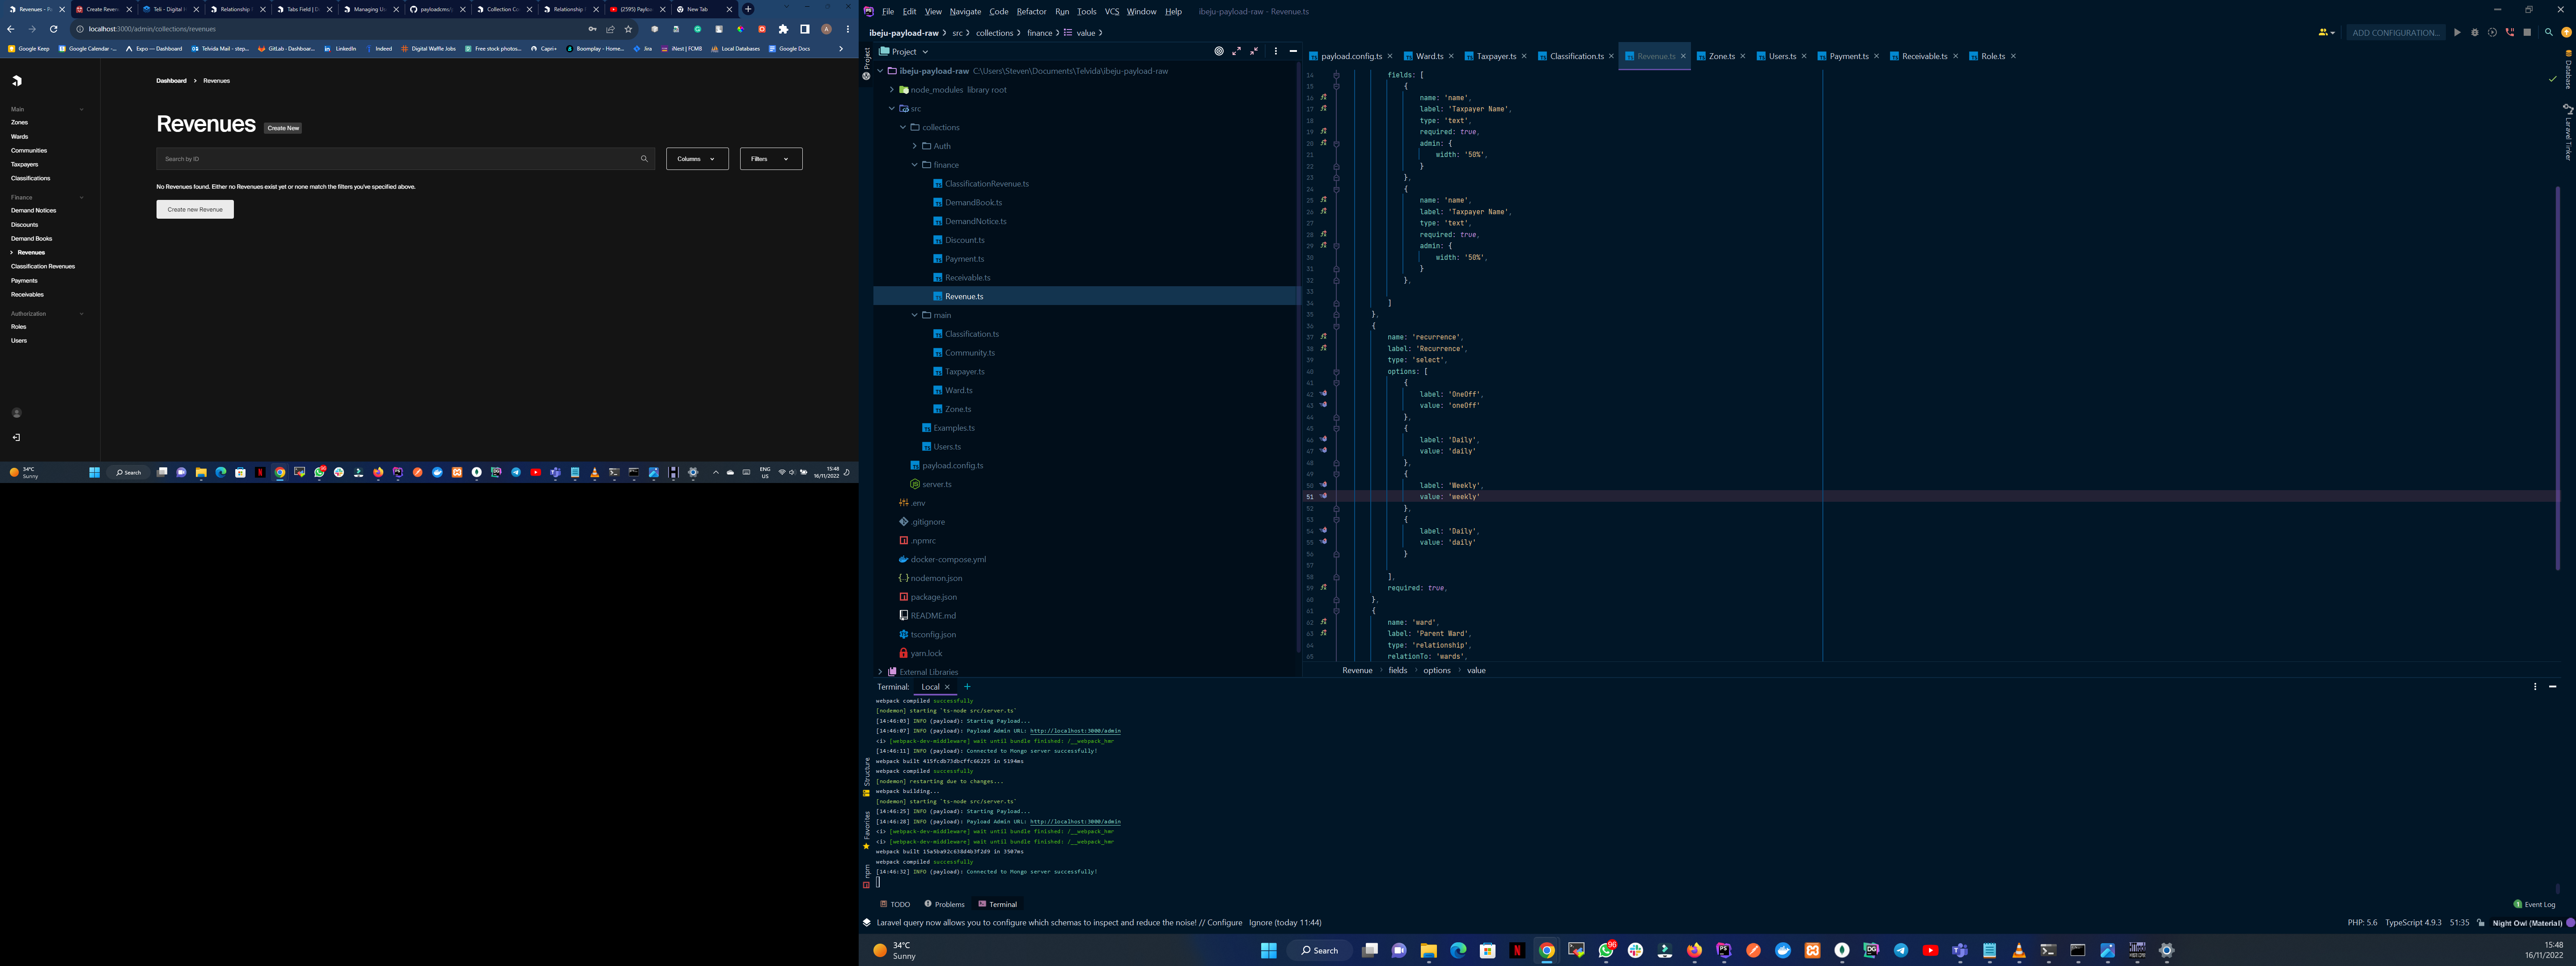 Revenues - P
Create Reven
Teli - Digital H
Relationship
Tabs Field | D
Managing Us
payloadcms/
Collection Co
Relationship
(2595) Payloa
New Tab
localhost:3000/admin/collections/revenues
Google Keep
Google Calendar -...
Expo — Dashboard
Telvida Mail - step...
GitLab - Dashboar...
LinkedIn
Indeed
Digital Waffle Jobs
Free stock photos...
Capri+
Boomplay - Home...
Jira
iNest | FCMB
Local Databases
Google Docs
Dashboard
Revenues
Main
Zones
Wards
Communities
Taxpayers
Classifications
Finance
Demand Notices
Discounts
Demand Books
Revenues
Classification Revenues
Payments
Receivables
Authorization
Roles
Users
Revenues
Create New
Search by ID
Columns
Filters
No Revenues found. Either no Revenues exist yet or none match the filters you've specified above.
Create new Revenue
34°C
Sunny
Search
ENG
US
15:48
16/11/2022
File Edit View Navigate Code Refactor Run Tools VCS Window Help ibeju-payload-raw - Revenue.ts
ibeju-payload-raw src collections finance value
ADD CONFIGURATION...
Project
Project
ibeju-payload-raw C:\Users\Steven\Documents\Telvida\ibeju-payload-raw
node_modules library root
src
collections
Auth
finance
ClassificationRevenue.ts
DemandBook.ts
DemandNotice.ts
Discount.ts
Payment.ts
Receivable.ts
Revenue.ts
main
Classification.ts
Community.ts
Taxpayer.ts
Ward.ts
Zone.ts
Examples.ts
Users.ts
payload.config.ts
server.ts
.env
.gitignore
.npmrc
docker-compose.yml
nodemon.json
package.json
README.md
tsconfig.json
yarn.lock
External Libraries
payload.config.ts Ward.ts Taxpayer.ts Classification.ts Revenue.ts Zone.ts Users.ts Payment.ts Receivable.ts Role.ts
14 fields: [
15 {
16 name: 'name',
17 label: 'Taxpayer Name',
18 type: 'text',
19 required: true,
20 admin: {
21 width: '50%',
22 }
23 },
24 {
25 name: 'name',
26 label: 'Taxpayer Name',
27 type: 'text',
28 required: true,
29 admin: {
30 width: '50%',
31 }
32 },
33
34 ]
35 },
36 {
37 name: 'recurrence',
38 label: 'Recurrence',
39 type: 'select',
40 options: [
41 {
42 label: 'OneOff',
43 value: 'oneOff'
44 },
45 {
46 label: 'Daily',
47 value: 'daily'
48 },
49 {
50 label: 'Weekly',
51 value: 'weekly'
52 },
53 {
54 label: 'Daily',
55 value: 'daily'
56 }
57
58 ],
59 required: true,
60 },
61 {
62 name: 'ward',
63 label: 'Parent Ward',
64 type: 'relationship',
65 relationTo: 'wards',
Revenue fields options value
Database
Laravel Tinker
Structure
Favorites
npm
Terminal: Local
webpack compiled successfully
[nodemon] starting `ts-node src/server.ts`
[14:46:03] INFO (payload): Starting Payload...
[14:46:07] INFO (payload): Payload Admin URL: http://localhost:3000/admin
<i> [webpack-dev-middleware] wait until bundle finished: /__webpack_hmr
[14:46:11] INFO (payload): Connected to Mongo server successfully!
webpack built 415fcdb73dbcffc66225 in 5194ms
webpack compiled successfully
[nodemon] restarting due to changes...
webpack building...
[nodemon] starting `ts-node src/server.ts`
[14:46:25] INFO (payload): Starting Payload...
[14:46:28] INFO (payload): Payload Admin URL: http://localhost:3000/admin
<i> [webpack-dev-middleware] wait until bundle finished: /__webpack_hmr
webpack built 15a5ba92c638d4b3f2d9 in 3507ms
webpack compiled successfully
[14:46:32] INFO (payload): Connected to Mongo server successfully!
TODO Problems Terminal
1 Event Log
Laravel query now allows you to configure which schemas to inspect and reduce the noise! // Configure Ignore (today 11:44)
PHP: 5.6 TypeScript 4.9.3 51:35 Night Owl (Material)
34°C
Sunny
Search
96
15:48
16/11/2022